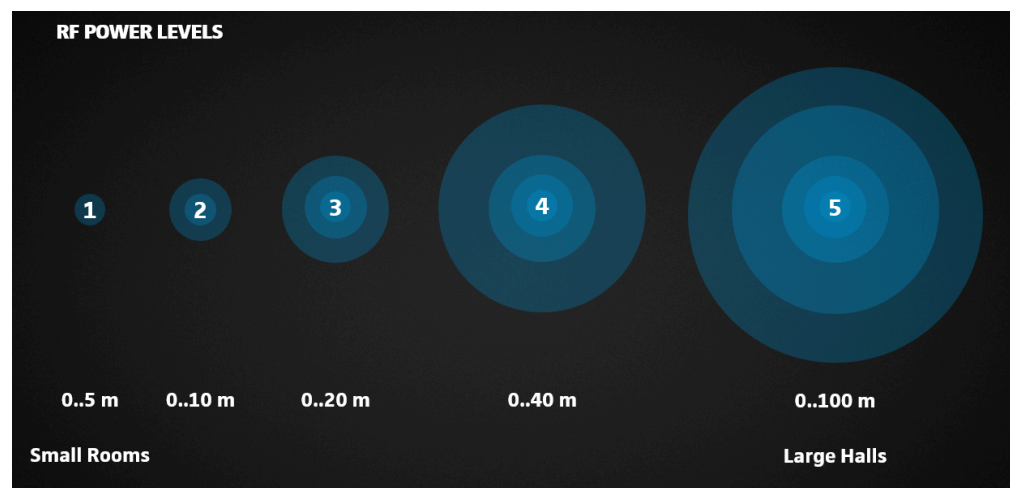 RF POWER LEVELS
1 2 3 4 5
0..5 m 0..10 m 0..20 m 0..40 m 0..100 m
Small Rooms Large Halls